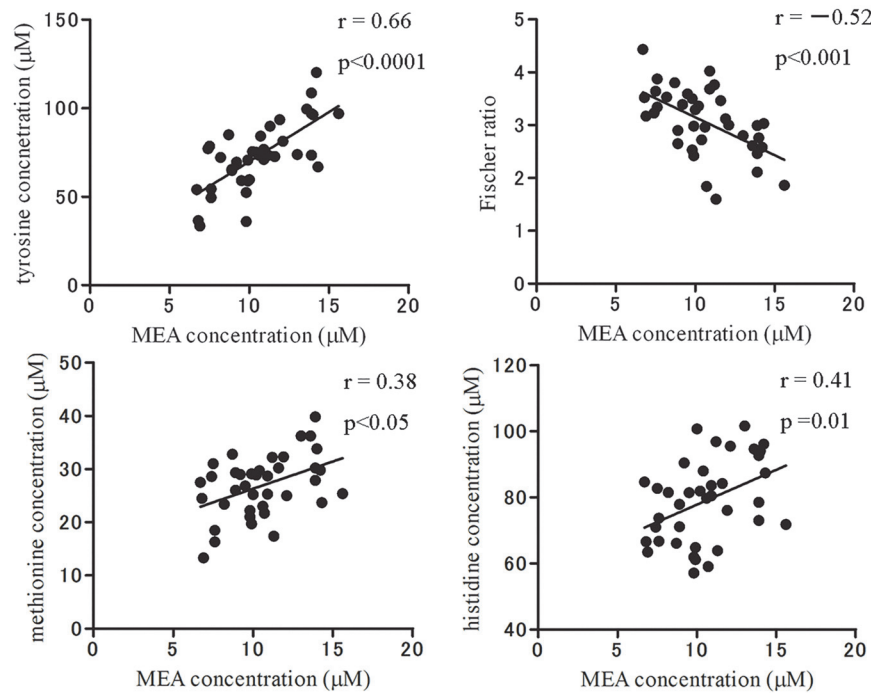 r = 0.66
p<0.0001
tyrosine concnetration (μM)
150
100
50
0
0 5 10 15 20
MEA concentration (μM)
r = −0.52
p<0.001
Fischer ratio
5
4
3
2
1
0
0 5 10 15 20
MEA concentration (μM)
r = 0.38
p<0.05
methionine concentration (μM)
50
40
30
20
10
0
0 5 10 15 20
MEA concentration (μM)
r = 0.41
p =0.01
histidine concentration (μM)
120
100
80
60
40
0 5 10 15 20
MEA concentration (μM)